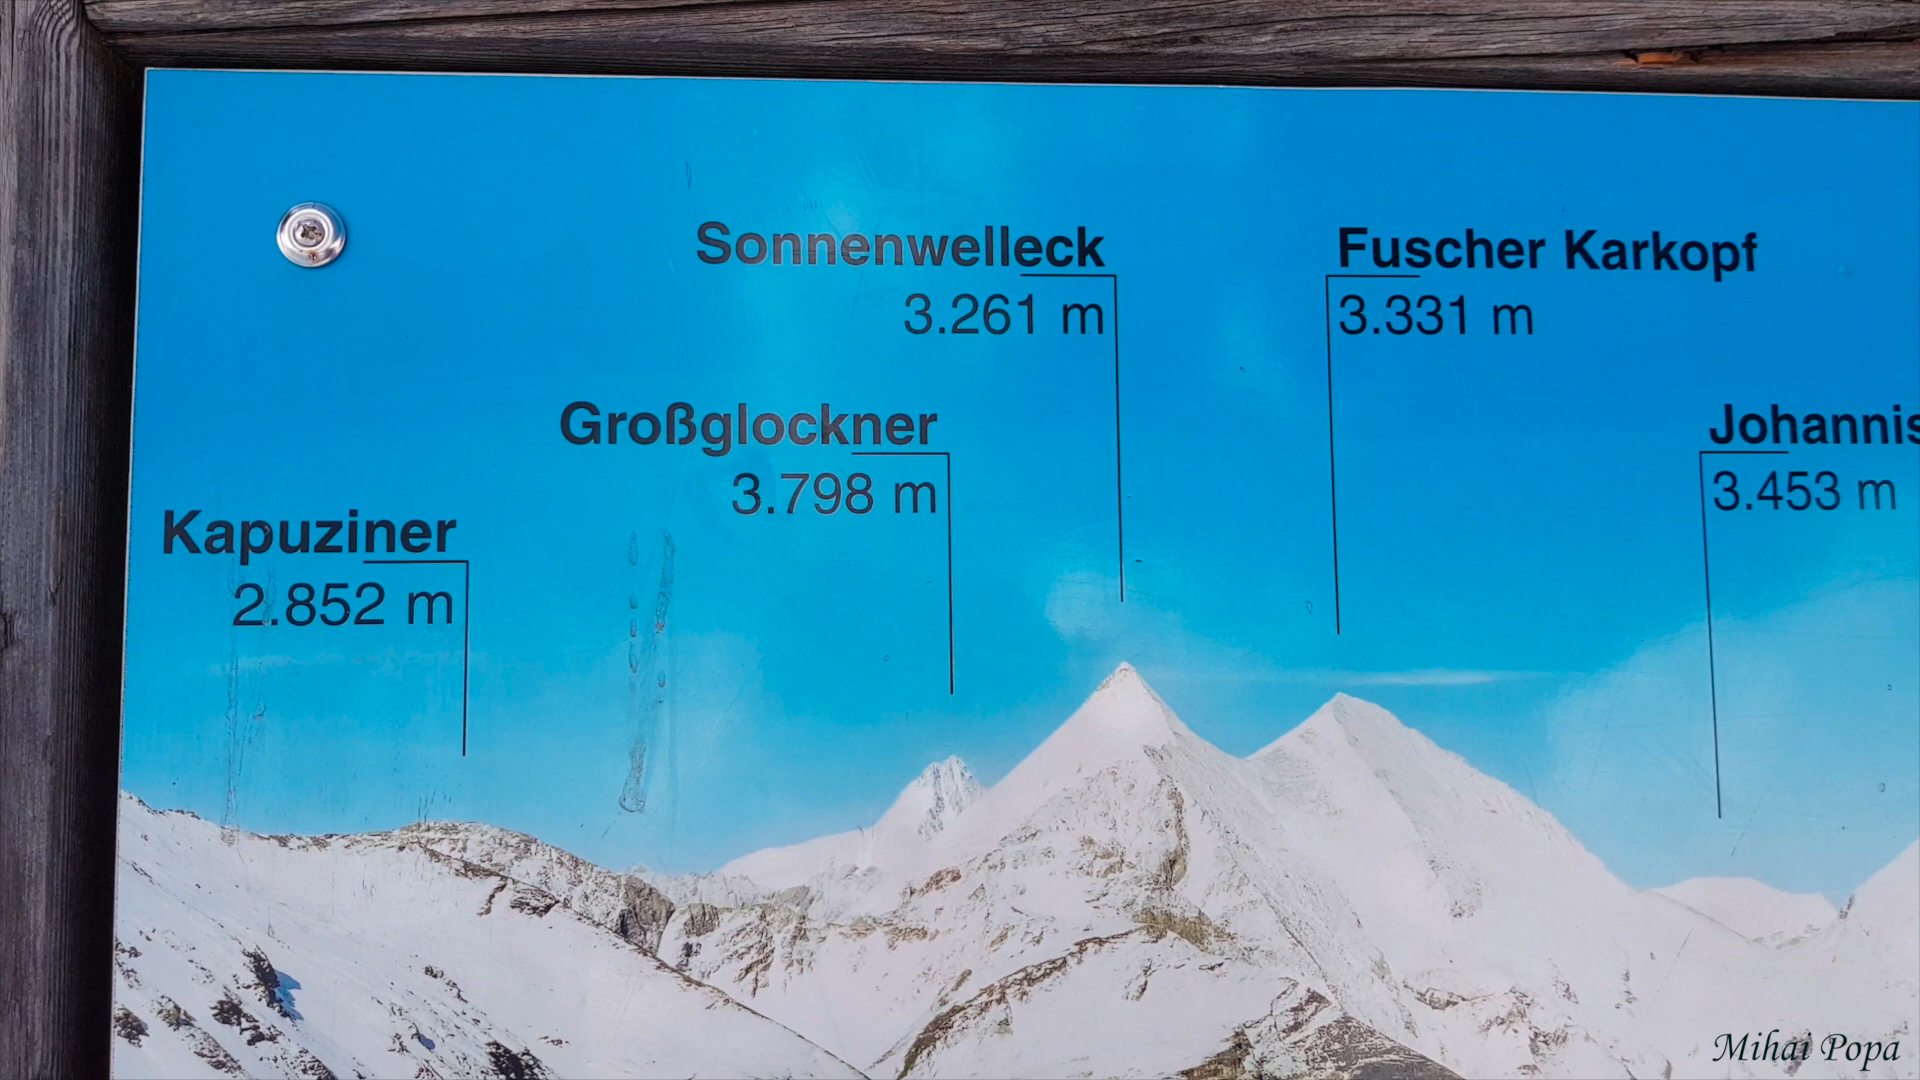 Sonnenwelleck
3.261 m
Fuscher Karkopf
3.331 m
Großglockner
3.798 m
Johannis
3.453 m
Kapuziner
2.852 m
Mihai Popa